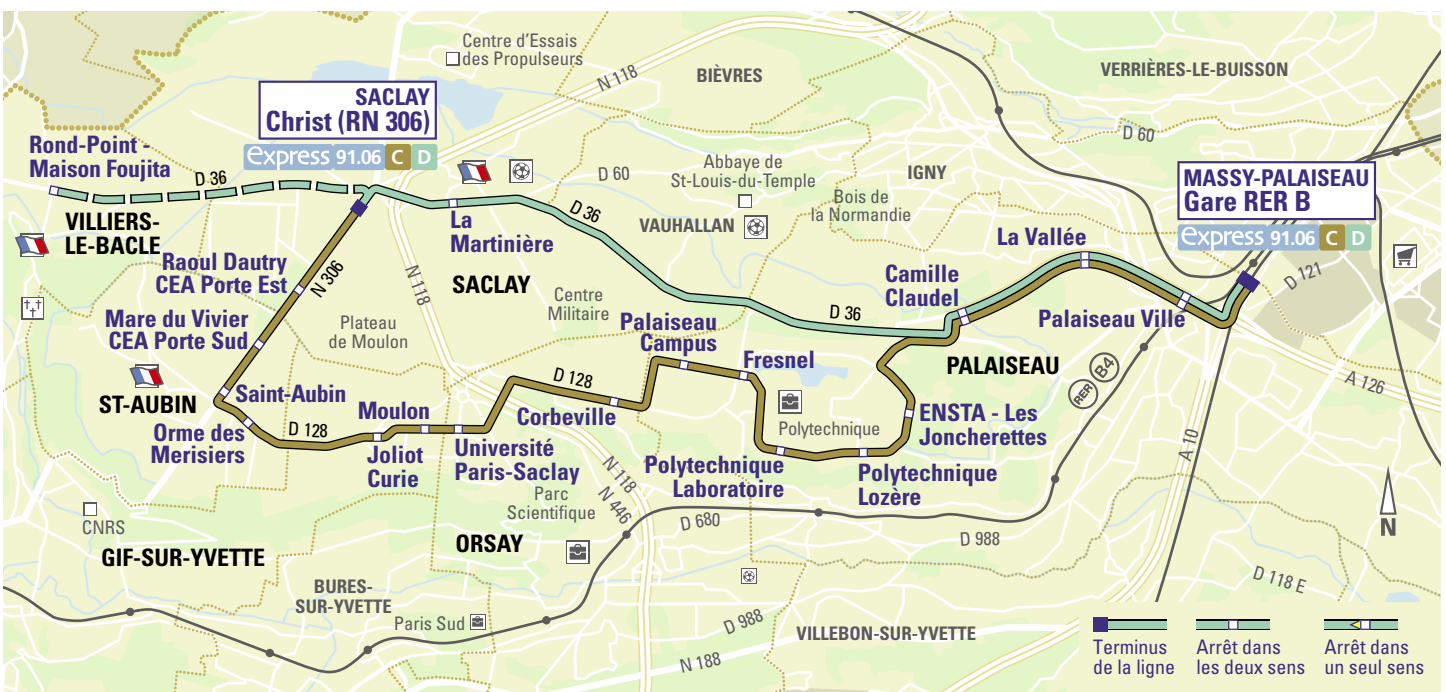 Centre d'Essais
des Propulseurs
N 118
BIÈVRES
VERRIÈRES-LE-BUISSON
D 60
SACLAY
Christ (RN 306)
express 91.06 C D
Rond-Point -
Maison Foujita
D 36
VILLIERS-
LE-BACLE
La
Martinière
D 60
D 36
Abbaye de
St-Louis-du-Temple
VAUHALLAN
Bois de
la Normandie
IGNY
MASSY-PALAISEAU
Gare RER B
express 91.06 C D
D 121
La Vallée
Raoul Dautry
CEA Porte Est
N 306
N 118
SACLAY
Centre
Militaire
Camille
Claudel
Mare du Vivier
CEA Porte Sud
Plateau
de Moulon
Palaiseau
Campus
D 36
Palaiseau Ville
Fresnel
PALAISEAU
RER B4
A 126
ST-AUBIN
Saint-Aubin
D 128
Moulon
Corbeville
Polytechnique
ENSTA - Les
Joncherettes
Orme des
Merisiers
D 128
Joliot
Curie
Université
Paris-Saclay
Polytechnique
Laboratoire
Polytechnique
Lozère
A 10
Parc
Scientifique
N 118
N 446
CNRS
D 680
D 988
N
GIF-SUR-YVETTE
ORSAY
BURES-
SUR-YVETTE
Paris Sud
D 988
N 188
VILLEBON-SUR-YVETTE
D 118 E
Terminus
de la ligne
Arrêt dans
les deux sens
Arrêt dans
un seul sens